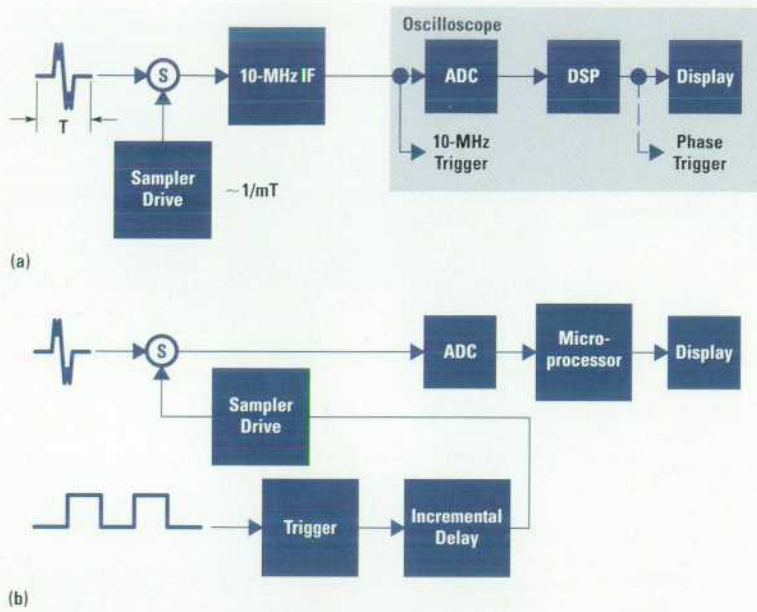 Oscilloscope
S
10-MHz IF
ADC
DSP
Display
T
Sampler
Drive
~1/mT
10-MHz
Trigger
Phase
Trigger
(a)
S
ADC
Micro-
processor
Display
Sampler
Drive
Trigger
Incremental
Delay
(b)